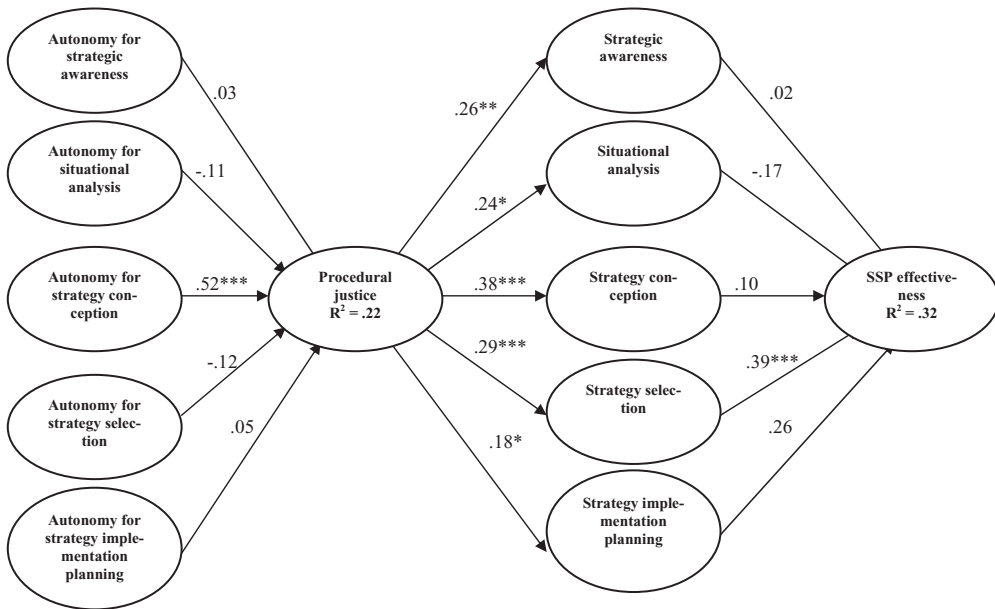 Autonomy for
strategic
awareness
.03
Autonomy for
situational
analysis
-.11
Autonomy for
strategy con-
ception
.52***
Autonomy for
strategy selec-
tion
-.12
Autonomy for
strategy imple-
mentation
planning
.05
Procedural
justice
R² = .22
.26**
.24*
.38***
.29***
.18*
Strategic
awareness
.02
Situational
analysis
-.17
Strategy con-
ception
.10
Strategy selec-
tion
.39***
Strategy imple-
mentation
planning
.26
SSP effective-
ness
R² = .32